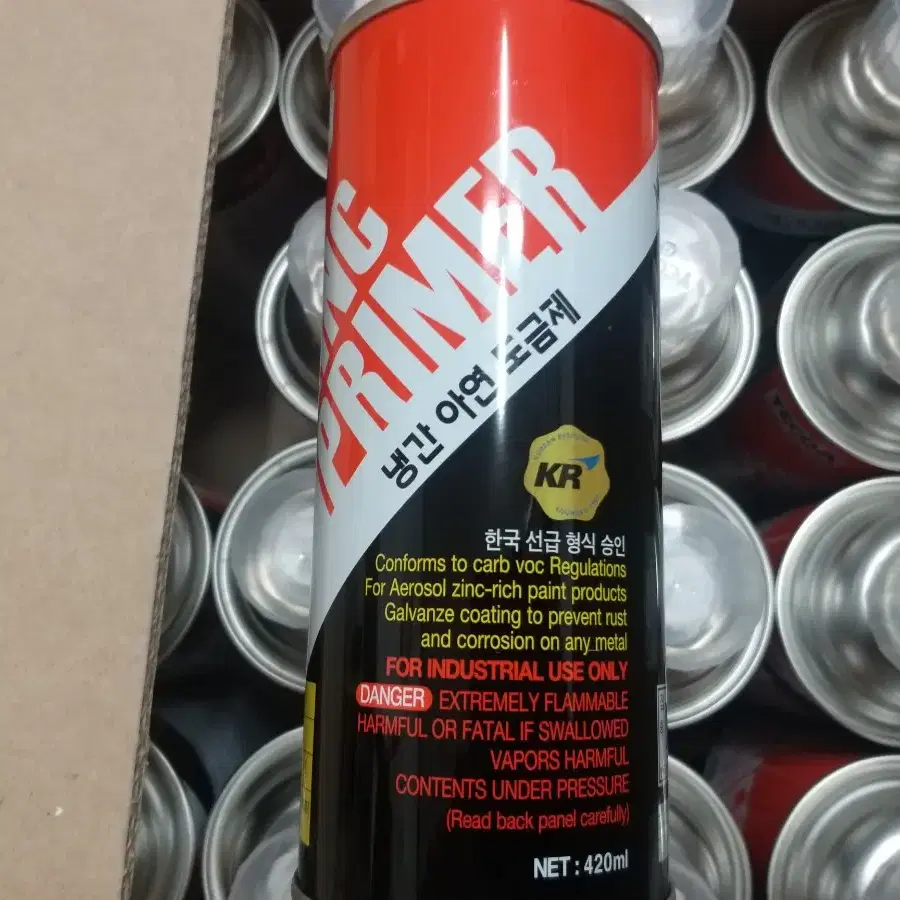 PRIMER
냉간 아연 도금제
KR
한국 선급 형식 승인
Conforms to carb voc Regulations
For Aerosol zinc-rich paint products
Galvanze coating to prevent rust
and corrosion on any metal
FOR INDUSTRIAL USE ONLY
DANGER EXTREMELY FLAMMABLE
HARMFUL OR FATAL IF SWALLOWED
VAPORS HARMFUL
CONTENTS UNDER PRESSURE
(Read back panel carefully)
NET : 420ml